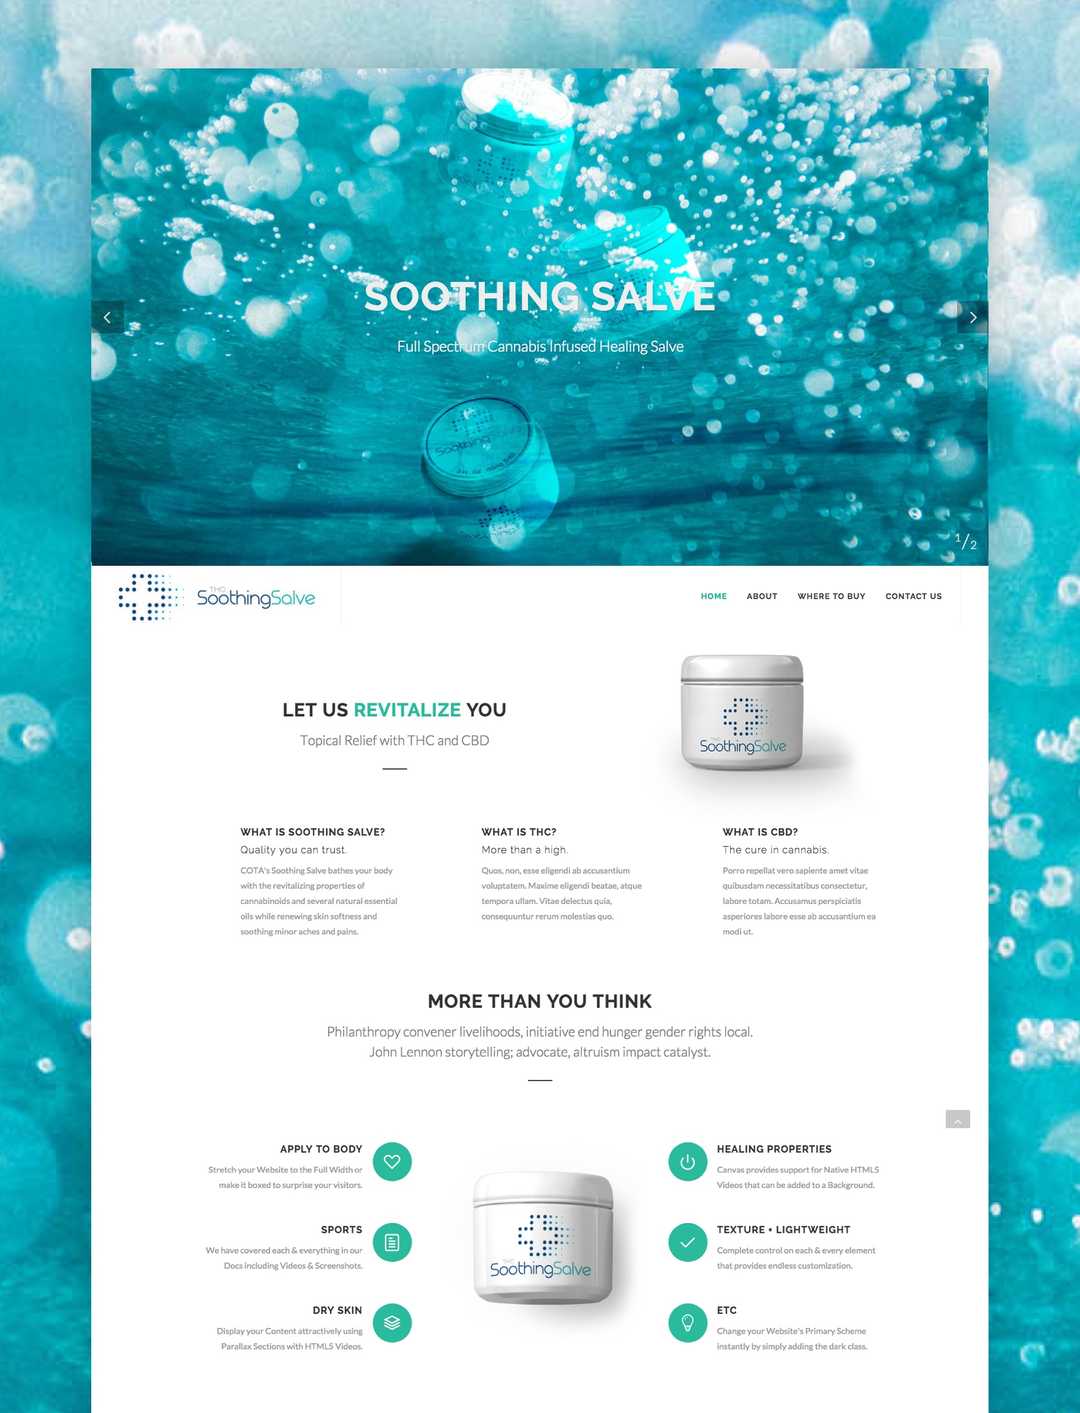 SOOTHING SALVE
Full Spectrum Cannabis Infused Healing Salve
SoothingSalve
1/2
THC
SoothingSalve
HOME ABOUT WHERE TO BUY CONTACT US
LET US REVITALIZE YOU
Topical Relief with THC and CBD
THC
SoothingSalve
WHAT IS SOOTHING SALVE?
Quality you can trust.
COTA's Soothing Salve bathes your body
with the revitalizing properties of
cannabinoids and several natural essential
oils while renewing skin softness and
soothing minor aches and pains.
WHAT IS THC?
More than a high.
Quos, non, esse eligendi ab accusantium
voluptatem. Maxime eligendi beatae, atque
tempora ullam. Vitae delectus quia,
consequuntur rerum molestias quo.
WHAT IS CBD?
The cure in cannabis.
Porro repellat vero sapiente amet vitae
quibusdam necessitatibus consectetur,
labore totam. Accusamus perspiciatis
asperiores labore esse ab accusantium ea
modi ut.
MORE THAN YOU THINK
Philanthropy convener livelihoods, initiative end hunger gender rights local.
John Lennon storytelling; advocate, altruism impact catalyst.
APPLY TO BODY
Stretch your Website to the Full Width or
make it boxed to surprise your visitors.
SPORTS
We have covered each & everything in our
Docs including Videos & Screenshots.
DRY SKIN
Display your Content attractively using
Parallax Sections with HTML5 Videos.
THC
SoothingSalve
HEALING PROPERTIES
Canvas provides support for Native HTML5
Videos that can be added to a Background.
TEXTURE • LIGHTWEIGHT
Complete control on each & every element
that provides endless customization.
ETC
Change your Website's Primary Scheme
instantly by simply adding the dark class.